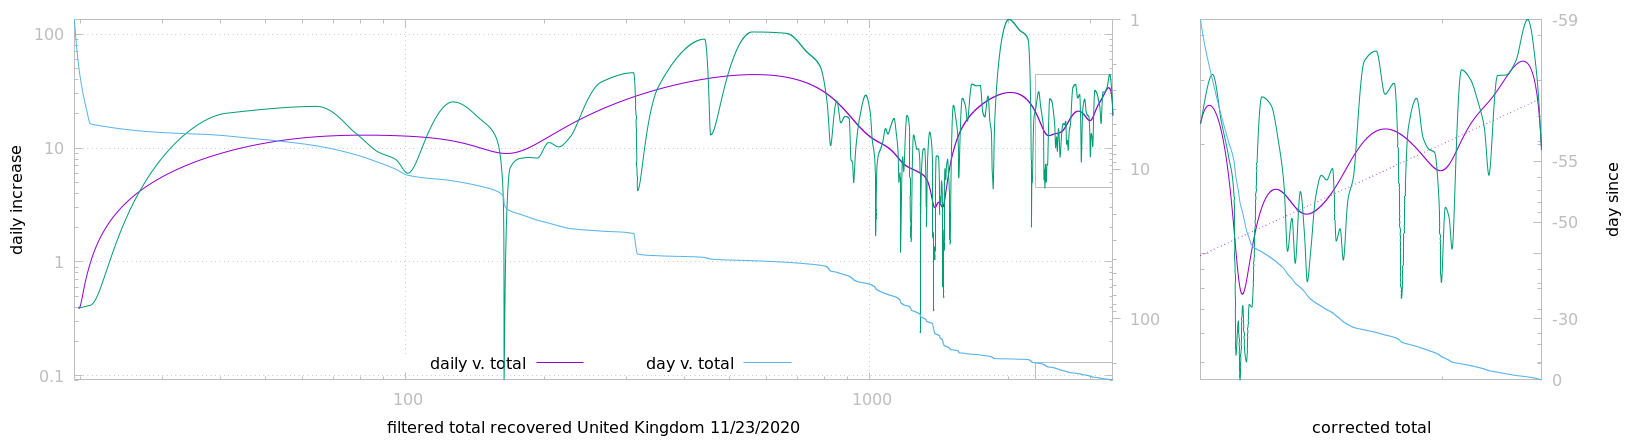 100
10
1
0.1
daily increase
100
1000
filtered total recovered United Kingdom 11/23/2020
daily v. total
day v. total
1
10
100
-59
-55
-50
-30
0
day since
corrected total